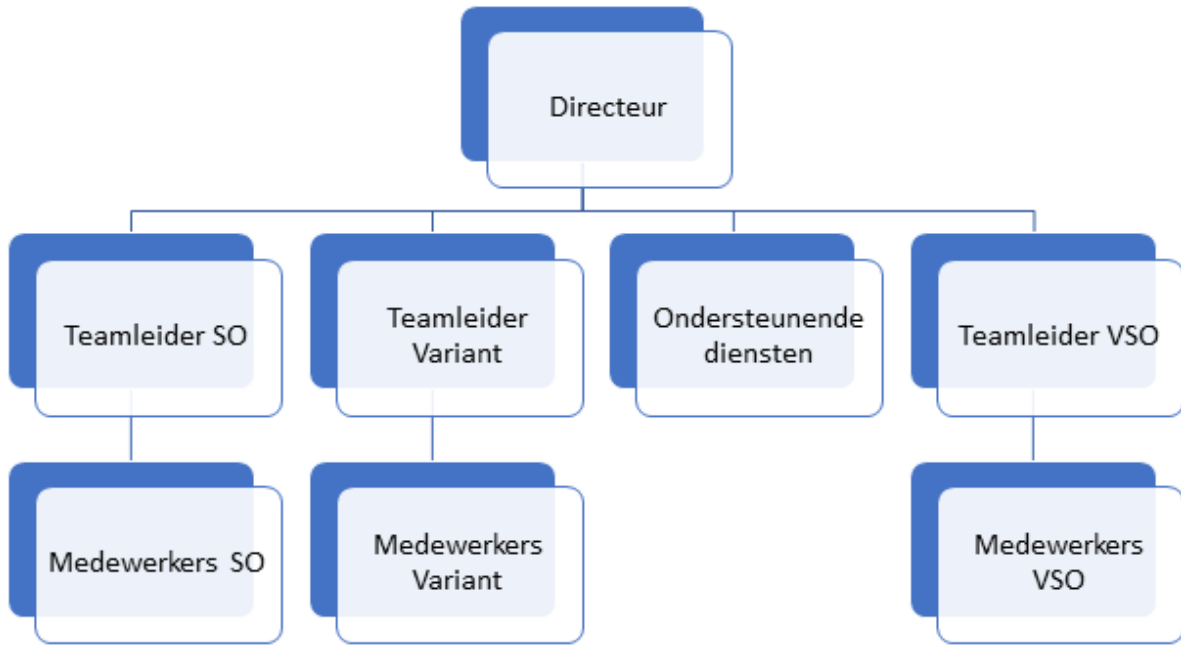 Directeur
Teamleider SO
Teamleider
Variant
Ondersteunende
diensten
Teamleider VSO
Medewerkers SO
Medewerkers
Variant
Medewerkers
VSO